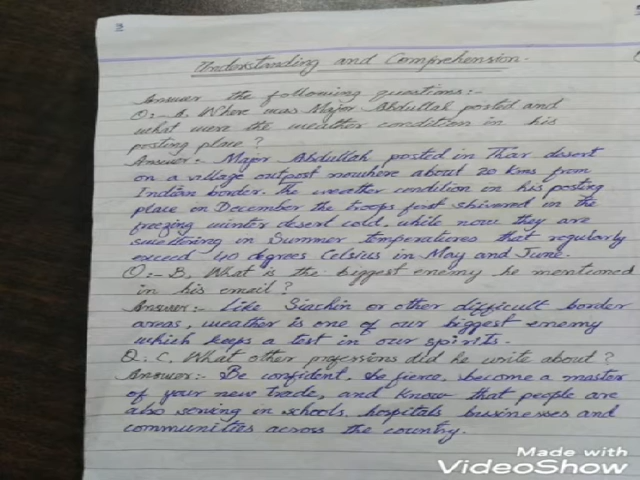 Understanding and Comprehension.
Answer the following questions:-
Q:- A. Where was Major Abdullah posted and
what were the weather condition in his
posting place?
Answer:- Major Abdullah posted in Thar desert
on a village outpost nowhere about 20 Kms from
Indian border. The weather condition in his posting
place in December the troops first shivered in the
freezing winter desert cold, while now they are
sweltering in Summer temperatures that regularly
exceed 40 degrees Celsius in May and June.
Q:- B. What is the biggest enemy he mentioned
in his email?
Answer:- Like Siachin or other difficult border
areas, weather is one of our biggest enemy
which keeps a test in our spirits.
Q:- C. What other professions did he write about?
Answer:- Be confident, be fierce, become a master
of your new trade, and know that people are
also serving in schools, hospitals businesses and
communities across the country.
Made with
VideoShow